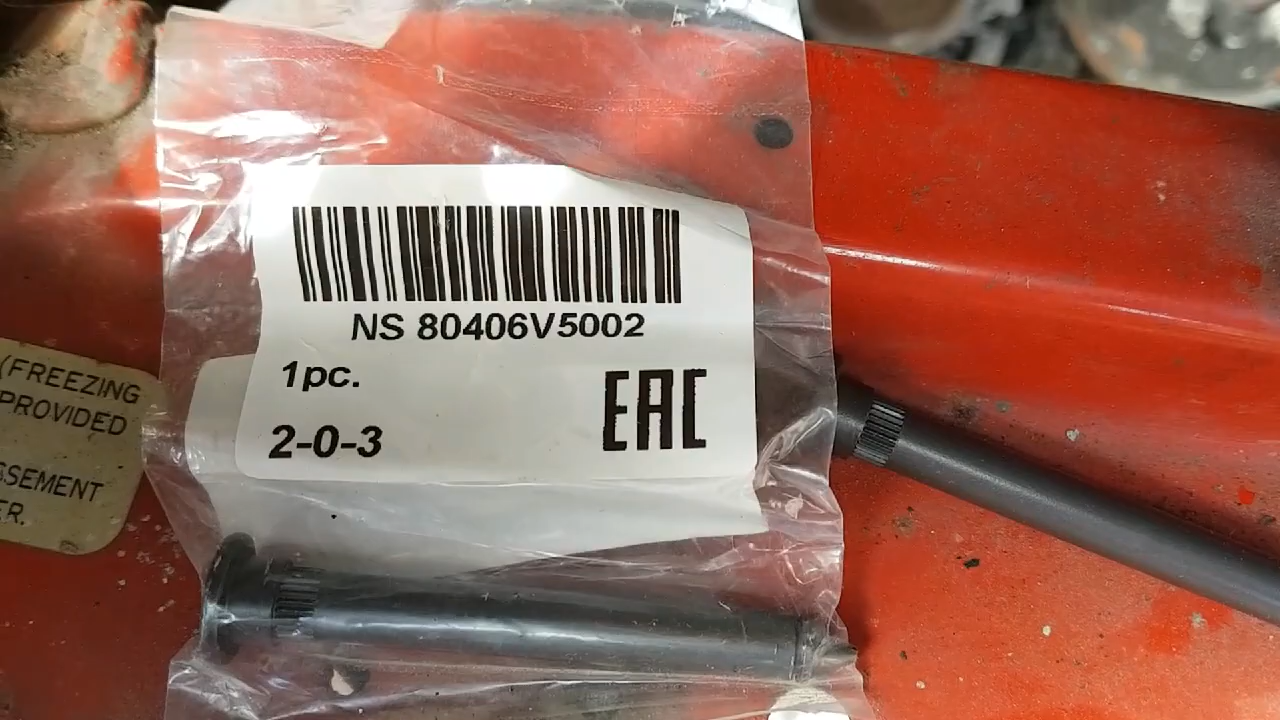 NS 80406V5002
1pc.
EAC
2-0-3
(FREEZING
PROVIDED
SSEMENT
ER.